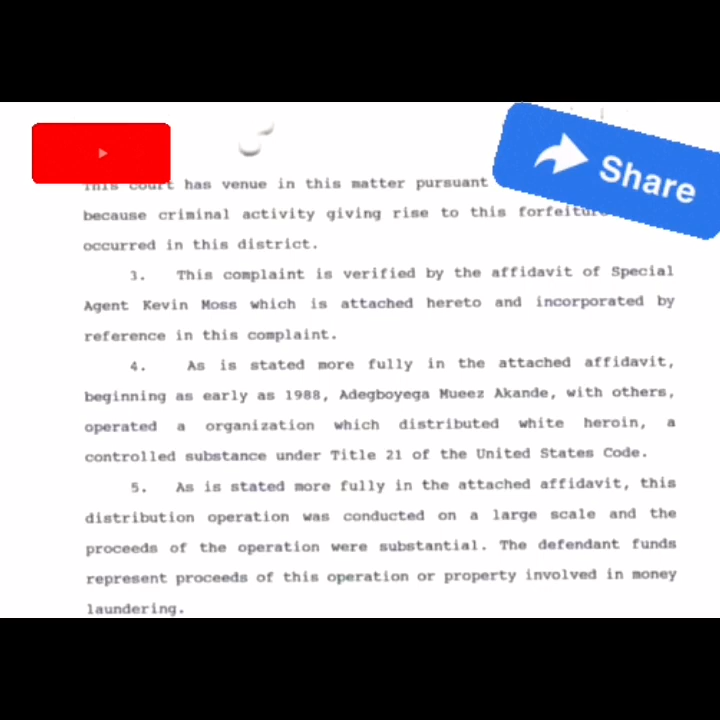 Share
This court has venue in this matter pursuant
because criminal activity giving rise to this
occurred in this district.
3. This complaint is verified by the affidavit of Special
Agent Kevin Moss which is attached hereto and incorporated by
reference in this complaint.
4. As is stated more fully in the attached affidavit,
beginning as early as 1988, Adegboyega Mueez Akande, with others,
operated a organization which distributed white heroin, a
controlled substance under Title 21 of the United States Code.
5. As is stated more fully in the attached affidavit, this
distribution operation was conducted on a large scale and the
proceeds of the operation were substantial. The defendant funds
represent proceeds of this operation or property involved in money
laundering.